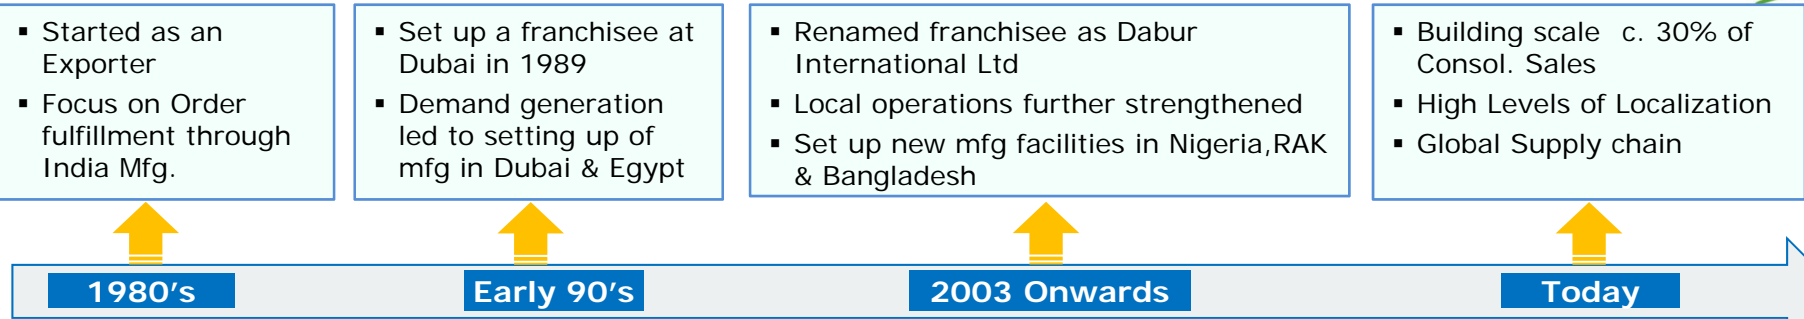 ▪ Started as an
Exporter
▪ Focus on Order
fulfillment through
India Mfg.
▪ Set up a franchisee at
Dubai in 1989
▪ Demand generation
led to setting up of
mfg in Dubai & Egypt
▪ Renamed franchisee as Dabur
International Ltd
▪ Local operations further strengthened
▪ Set up new mfg facilities in Nigeria,RAK
& Bangladesh
▪ Building scale c. 30% of
Consol. Sales
▪ High Levels of Localization
▪ Global Supply chain
1980's
Early 90's
2003 Onwards
Today